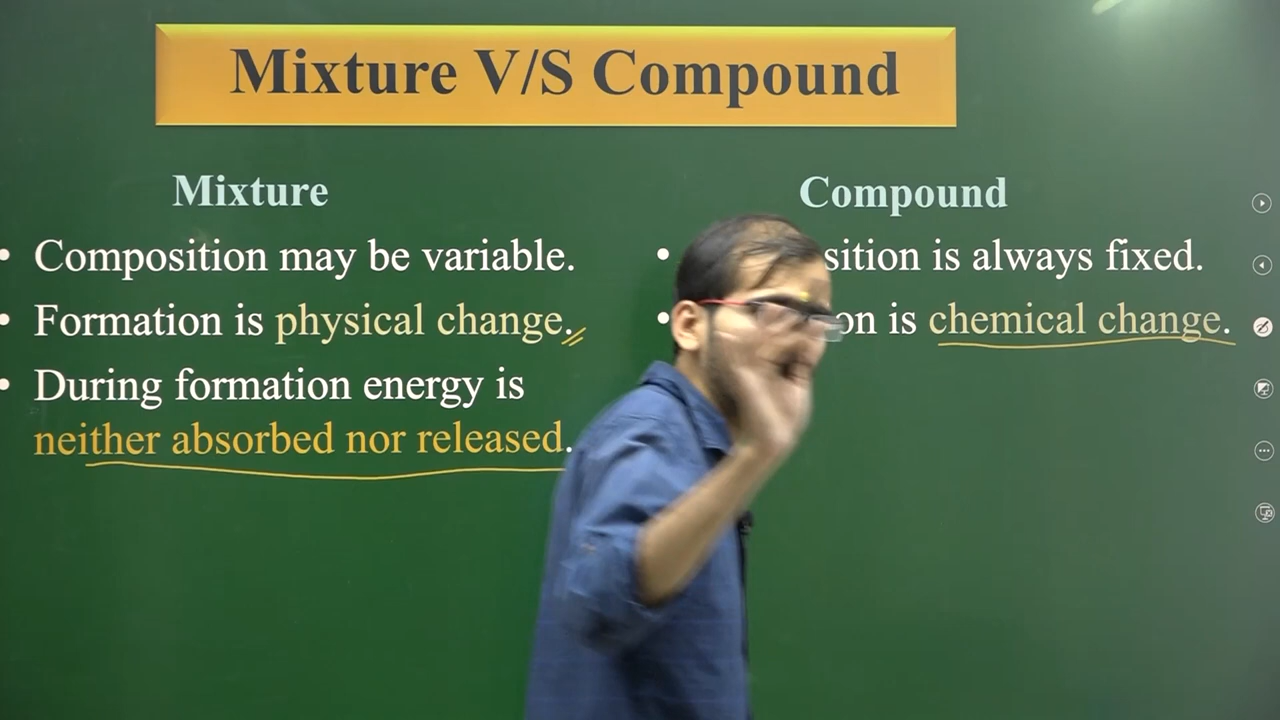 Mixture V/S Compound
Mixture
• Composition may be variable.
• Formation is physical change.
• During formation energy is
neither absorbed nor released.
Compound
• sition is always fixed.
• on is chemical change.